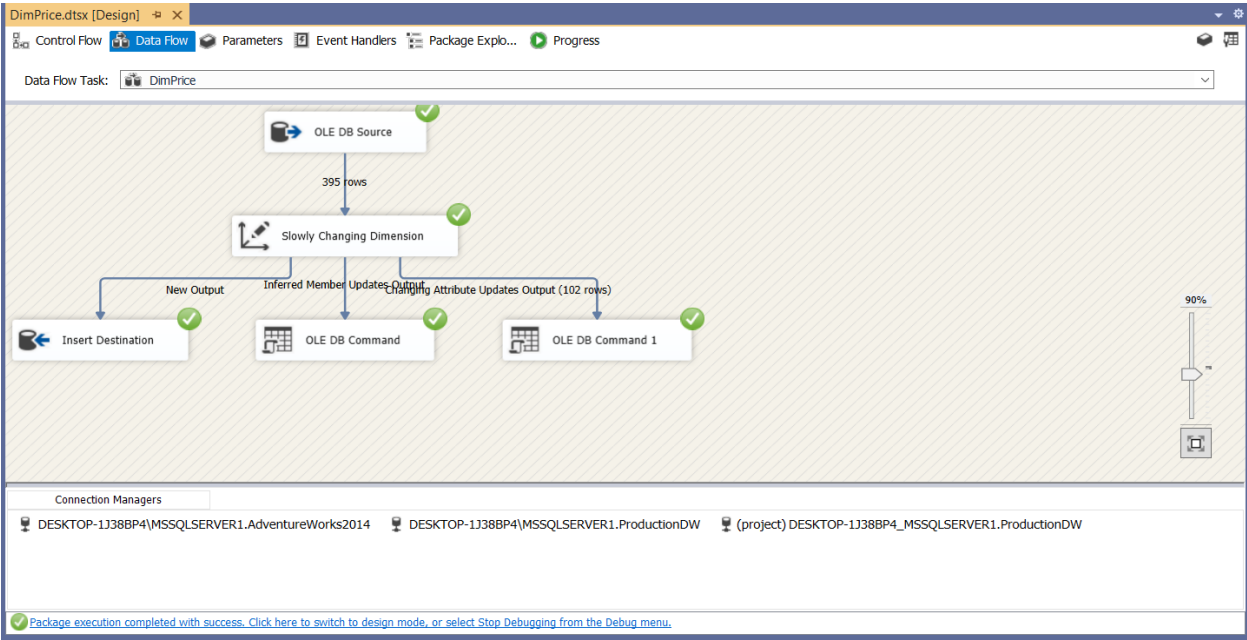 DimPrice.dtsx [Design]
Control Flow Data Flow Parameters Event Handlers Package Explo... Progress
Data Flow Task: DimPrice
OLE DB Source
395 rows
Slowly Changing Dimension
New Output
Inferred Member Updates Output
Changing Attribute Updates Output (102 rows)
90%
Insert Destination
OLE DB Command
OLE DB Command 1
Connection Managers
DESKTOP-1J38BP4\MSSQLSERVER1.AdventureWorks2014 DESKTOP-1J38BP4\MSSQLSERVER1.ProductionDW (project) DESKTOP-1J38BP4_MSSQLSERVER1.ProductionDW
Package execution completed with success. Click here to switch to design mode, or select Stop Debugging from the Debug menu.